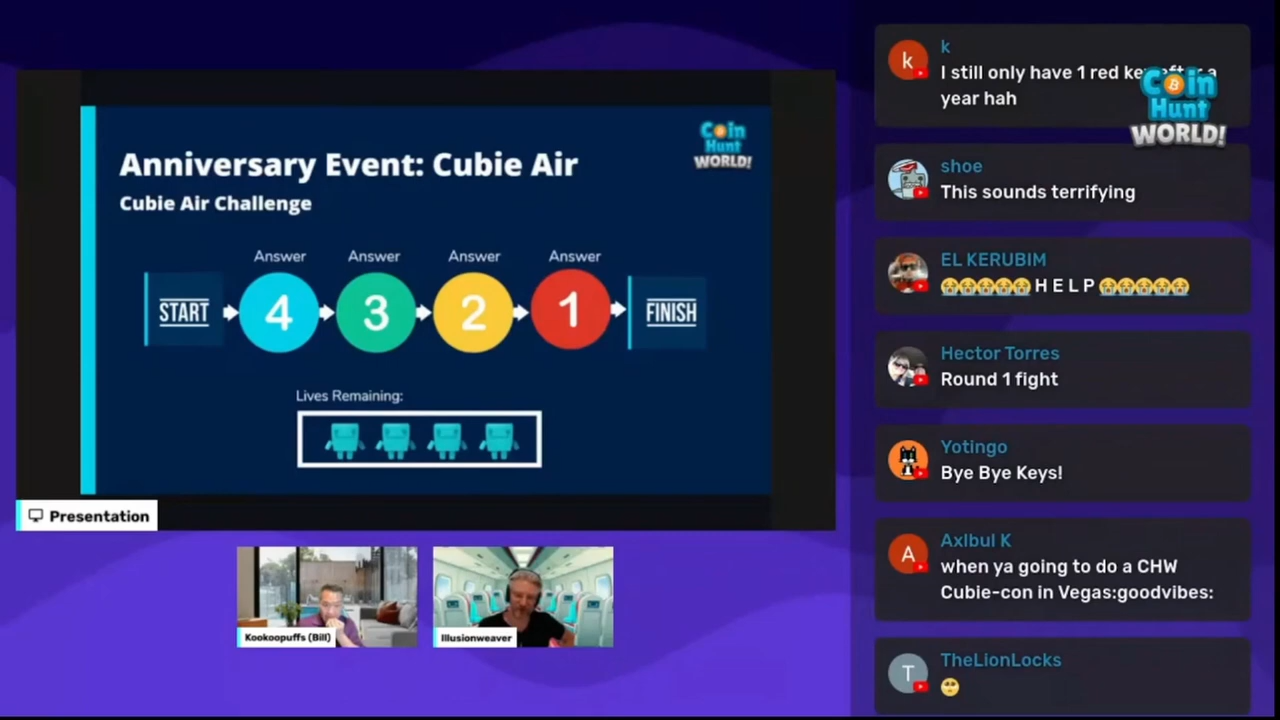 Anniversary Event: Cubie Air
Cubie Air Challenge
Coin
Hunt
WORLD!
Answer
Answer
Answer
Answer
START
4
3
2
1
FINISH
Lives Remaining:
Presentation
Kookoopuffs (Bill)
Illusionweaver
k
k
I still only have 1 red key after a
year hah
Coin
Hunt
WORLD!
shoe
This sounds terrifying
EL KERUBIM
😭😭😭😭😭 H E L P 😭😭😭😭😭
Hector Torres
Round 1 fight
Yotingo
Bye Bye Keys!
A
Axlbul K
when ya going to do a CHW
Cubie-con in Vegas:goodvibes:
T
TheLionLocks
🥺